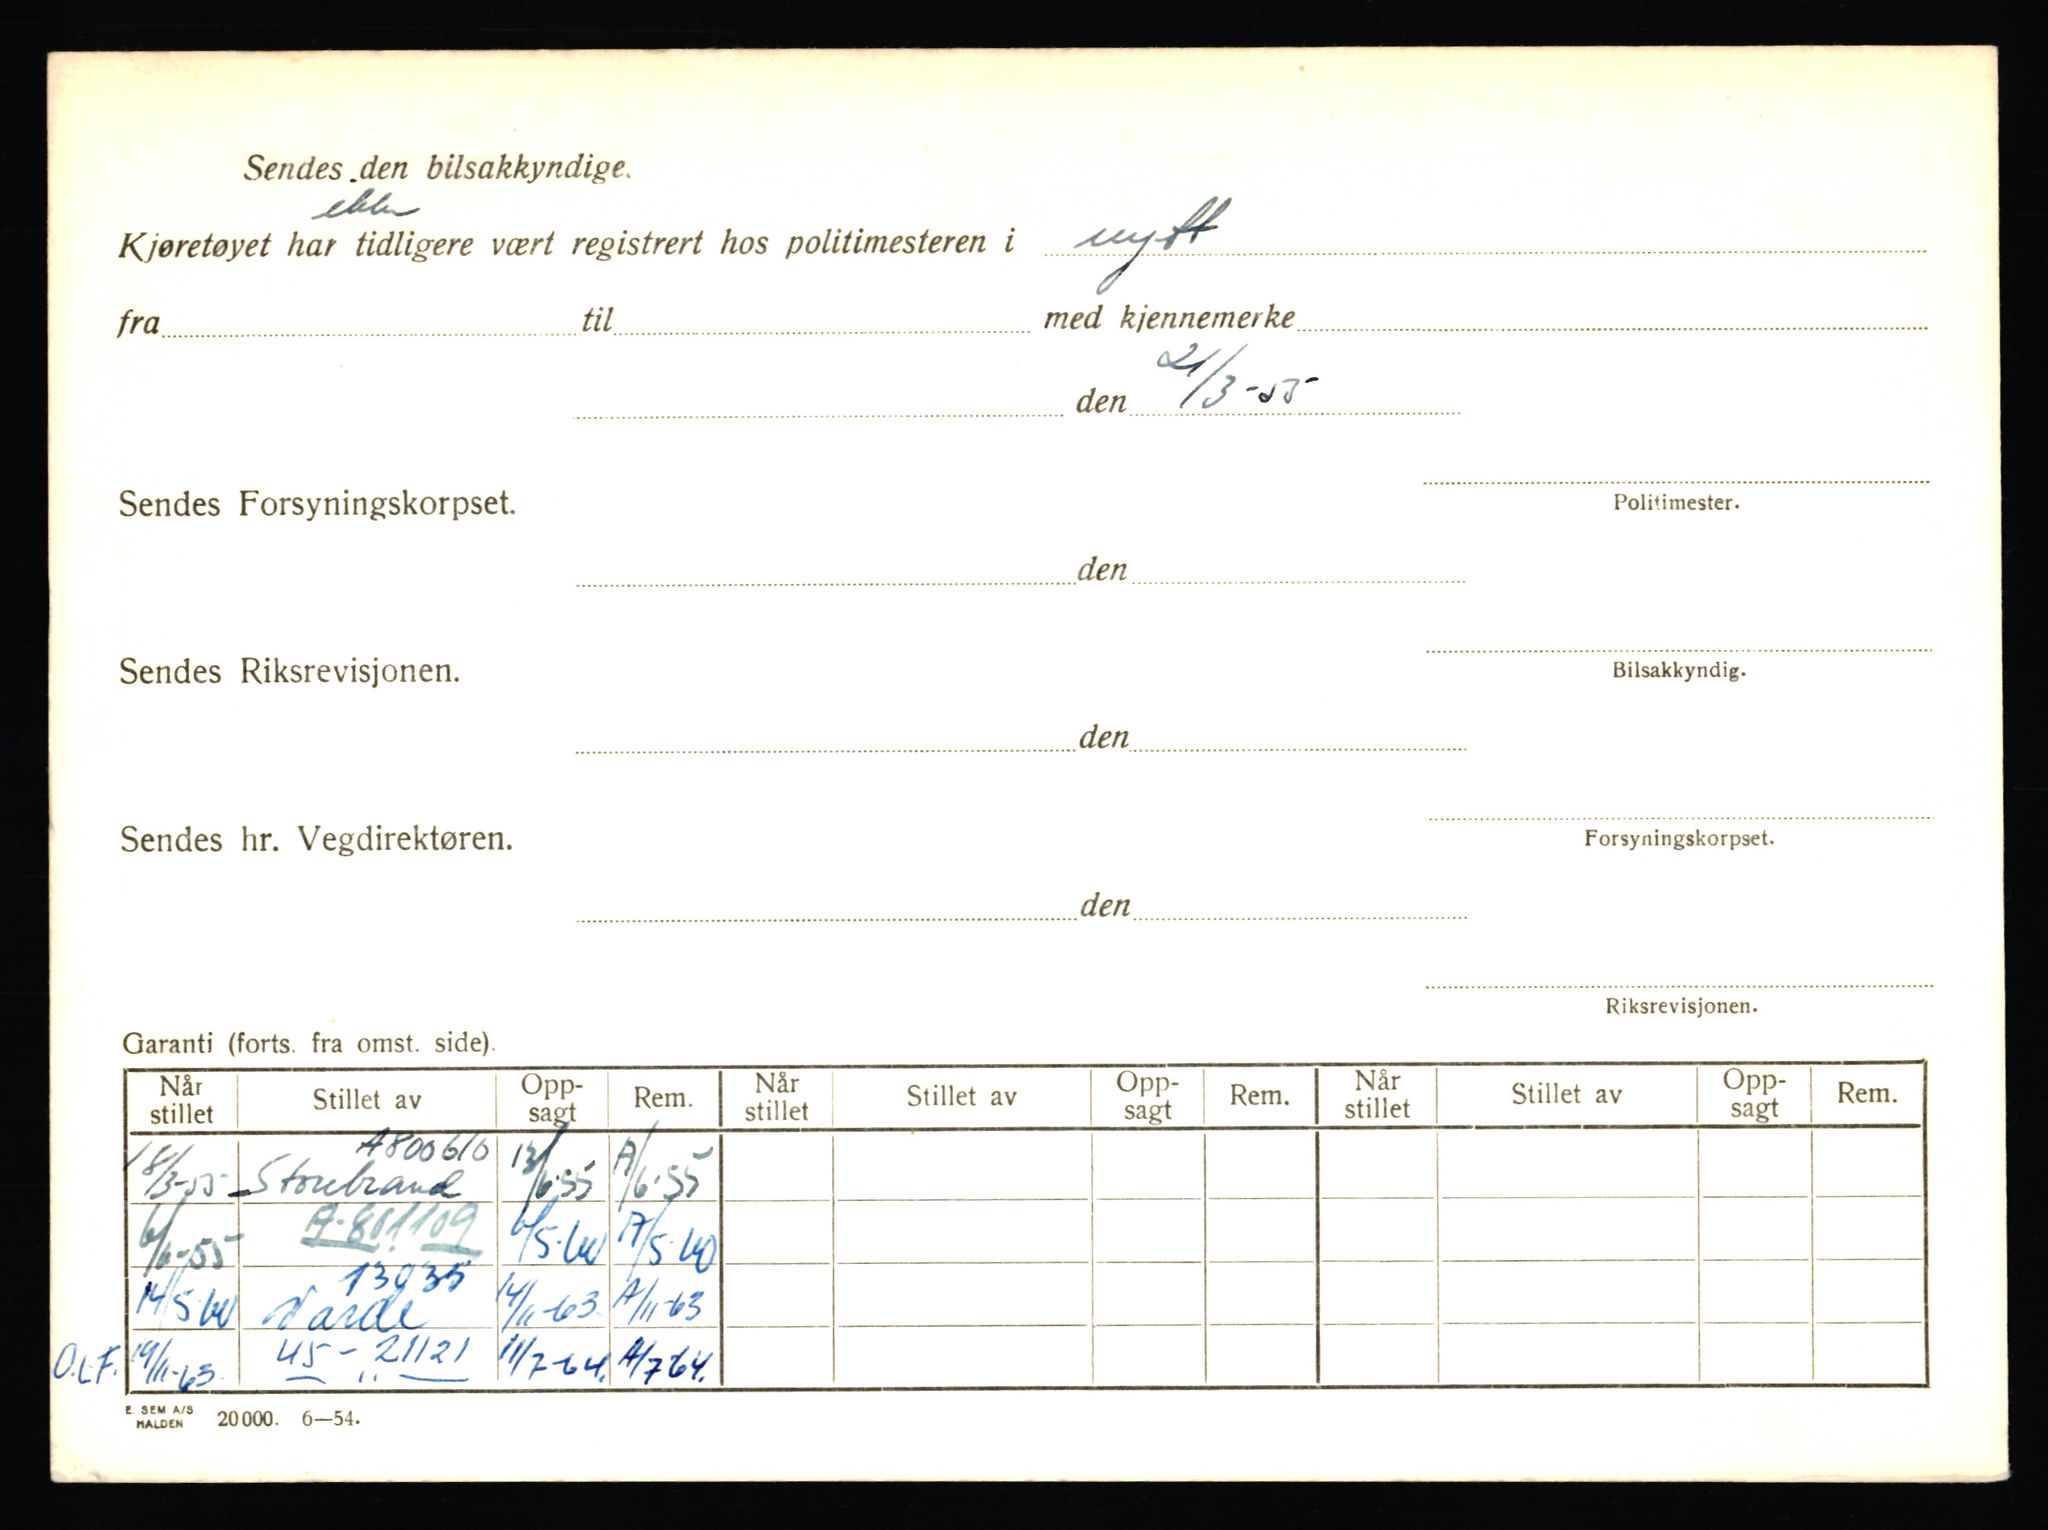 Sendes den bilsakkyndige.
ikke
Kjøretøyet har tidligere vært registrert hos politimesteren i nytt
fra til med kjennemerke
den 21/3-55
Sendes Forsyningskorpset.
Politimester.
den
Sendes Riksrevisjonen.
Bilsakkyndig.
den
Sendes hr. Vegdirektøren.
Forsyningskorpset.
den
Riksrevisjonen.
Garanti (forts. fra omst. side).
Når stillet Stillet av Opp-sagt Rem. Når stillet Stillet av Opp-sagt Rem. Når stillet Stillet av Opp-sagt Rem.
A800610
18/3-55 Storebrand 13/6-55 A/6-55
A-801109
6/6-55 6/5-60 A/5-60
13935
14/5-60 Varde 14/11-63 A/11-63
O.L.F. 19/11-63 45-21121 11/7-64. A/7-64.
E. SEM A/S
HALDEN 20000. 6—54.